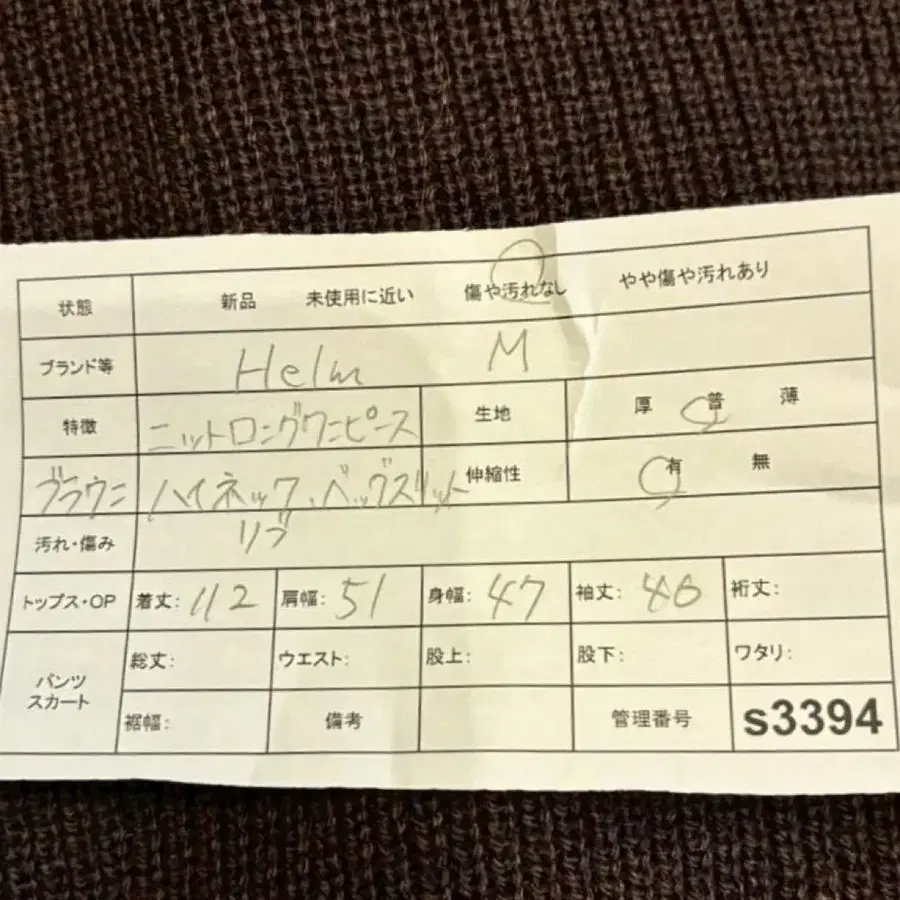 状態 新品 未使用に近い 傷や汚れなし やや傷や汚れあり
ブランド等 Helm M
特徴 ニットロングワンピース 生地 厚 普 薄
ブラウン ハイネック、バッグスリット 伸縮性 有 無
リブ
汚れ・傷み
トップス・OP 着丈: 112 肩幅: 51 身幅: 47 袖丈: 46 裄丈:
パンツ スカート 総丈: ウエスト: 股上: 股下: ワタリ:
裾幅: 備考 管理番号 s3394